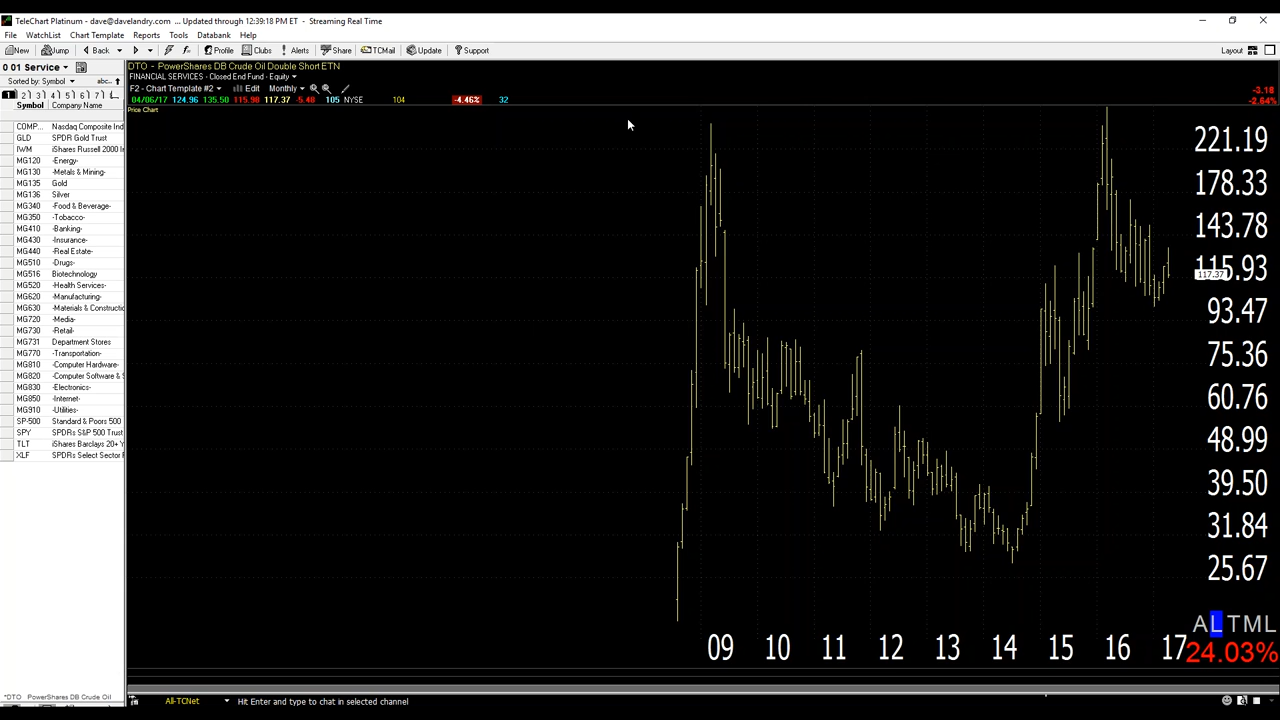 TeleChart Platinum - dave@davelandry.com ... Updated through 12:39:18 PM ET - Streaming Real Time
File WatchList Chart Template Reports Tools Databank Help
New Jump Back Profile Clubs Alerts Share TCMail Update Support Layout
0 01 Service
Sorted by: Symbol abc...
1 2 3 4 5 6 7
Symbol Company Name
COMP... Nasdaq Composite Ind
GLD SPDR Gold Trust
IWM iShares Russell 2000 I
MG120 -Energy-
MG130 -Metals & Mining-
MG135 Gold
MG136 Silver
MG340 -Food & Beverage-
MG350 -Tobacco-
MG410 -Banking-
MG430 -Insurance-
MG440 -Real Estate-
MG510 -Drugs-
MG516 Biotechnology
MG520 -Health Services-
MG620 -Manufacturing-
MG630 -Materials & Constructic
MG720 -Media-
MG730 -Retail-
MG731 Department Stores
MG770 -Transportation-
MG810 -Computer Hardware-
MG820 -Computer Software &
MG830 -Electronics-
MG850 -Internet-
MG910 -Utilities-
SP-500 Standard & Poors 500
SPY SPDRs S&P 500 Trust
TLT iShares Barclays 20+
XLF SPDRs Select Sector
*DTO PowerShares DB Crude Oil
DTO - PowerShares DB Crude Oil Double Short ETN
FINANCIAL SERVICES - Closed End Fund - Equity
F2 - Chart Template #2 Edit Monthly
04/06/17 124.96 135.50 115.90 117.37 -5.48 105 NYSE 104 -4.46% 32
-3.18
-2.64%
Price Chart
221.19
178.33
143.78
115.93
117.37
93.47
75.36
60.76
48.99
39.50
31.84
25.67
ALTML
24.03%
09 10 11 12 13 14 15 16 17
All-TCNet Hit Enter and type to chat in selected channel